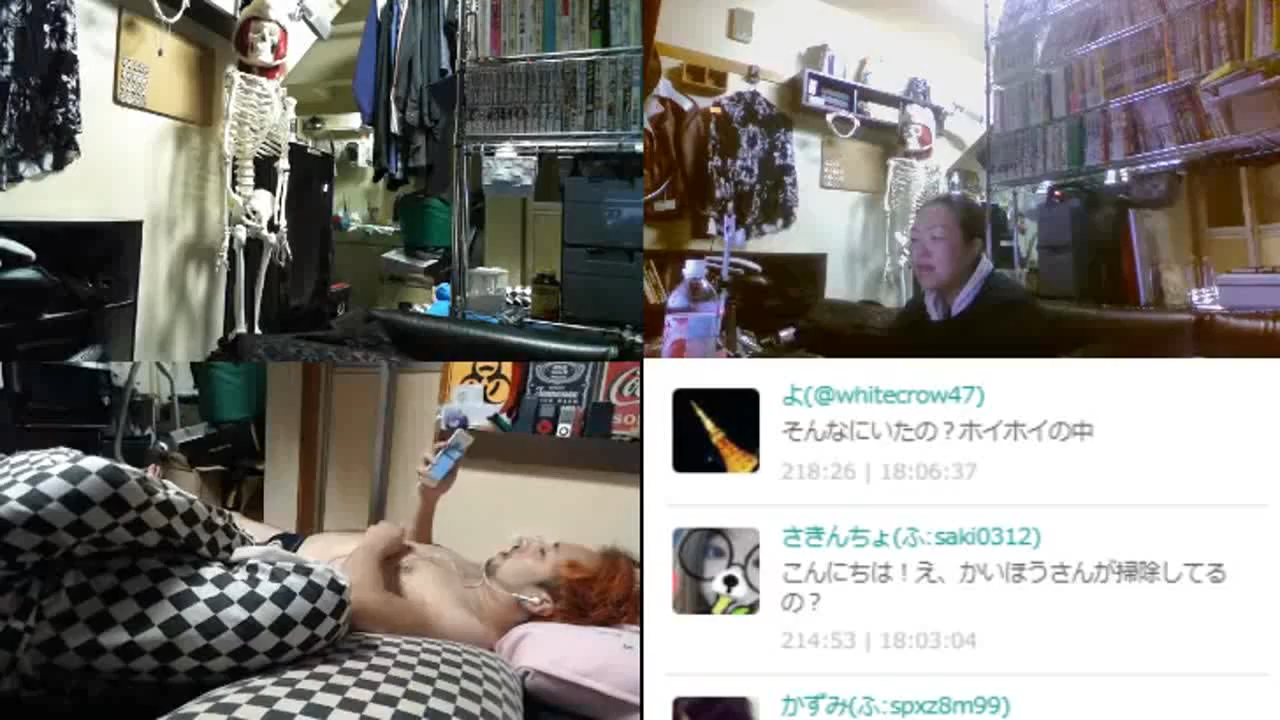 よ(@whitecrow47)
そんなにいたの？ホイホイの中
218:26 | 18:06:37
さきんちょ(ふ:saki0312)
こんにちは！え、かいほうさんが掃除してる
の？
214:53 | 18:03:04
かずみ(ふ:spxz8m99)
Coca